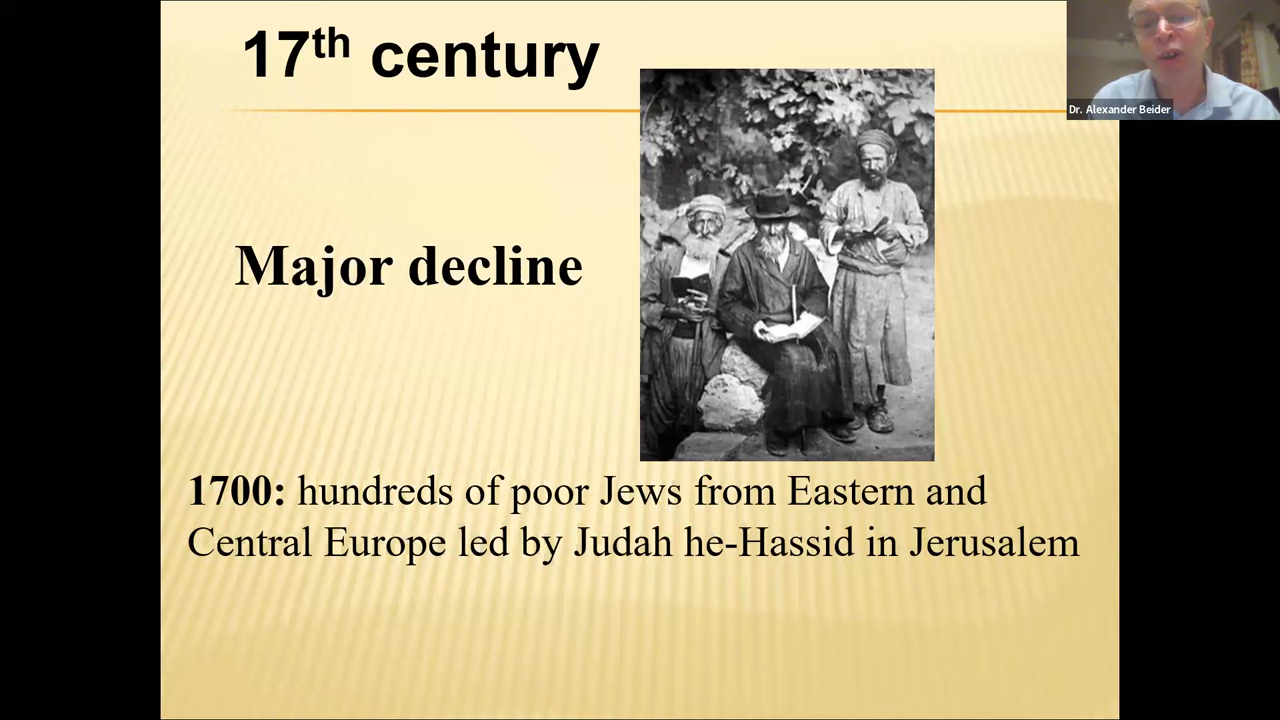 17th century
Dr. Alexander Beider
Major decline
1700: hundreds of poor Jews from Eastern and
Central Europe led by Judah he-Hassid in Jerusalem